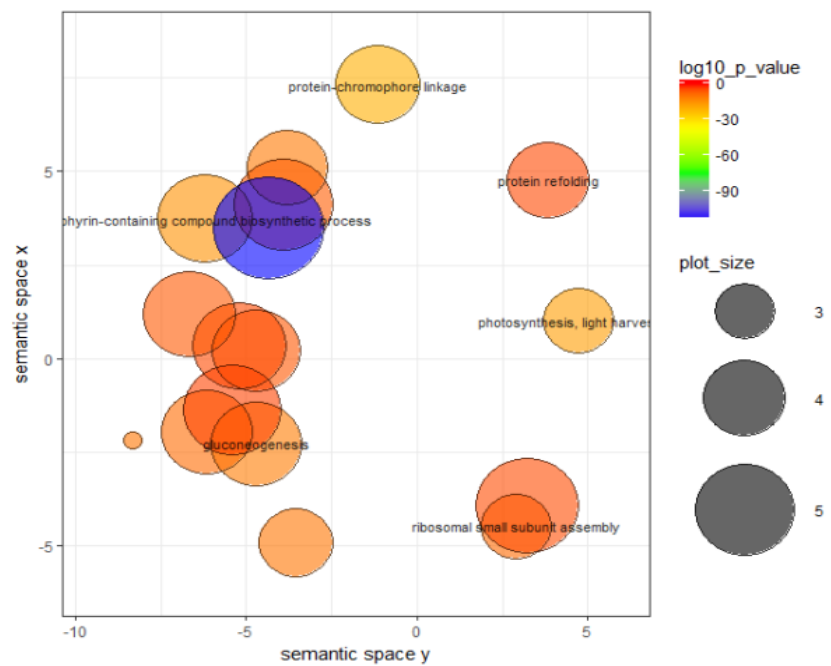 protein-chromophore linkage
protein refolding
phyrin-containing compound biosynthetic process
photosynthesis, light harves
gluconeogenesis
ribosomal small subunit assembly
5
0
-5
-10
-5
0
5
semantic space x
semantic space y
log10_p_value
0
-30
-60
-90
plot_size
3
4
5